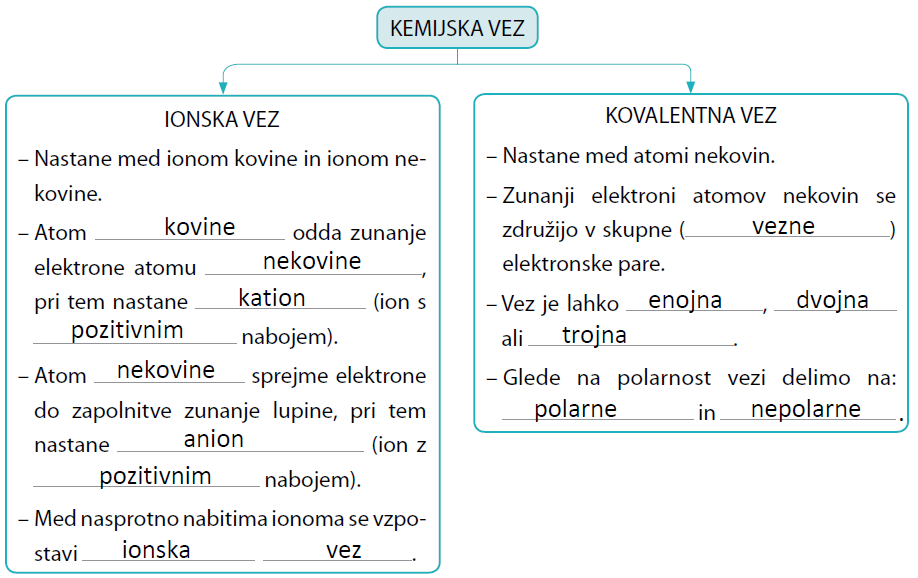 KEMIJSKA VEZ
IONSKA VEZ
– Nastane med ionom kovine in ionom ne-
kovine.
– Atom kovine odda zunanje
elektrone atomu nekovine,
pri tem nastane kation (ion s
pozitivnim nabojem).
– Atom nekovine sprejme elektrone
do zapolnitve zunanje lupine, pri tem
nastane anion (ion z
pozitivnim nabojem).
– Med nasprotno nabitima ionoma se vzpo-
stavi ionska vez.
KOVALENTNA VEZ
– Nastane med atomi nekovin.
– Zunanji elektroni atomov nekovin se
združijo v skupne (vezne)
elektronske pare.
– Vez je lahko enojna, dvojna
ali trojna.
– Glede na polarnost vezi delimo na:
polarne in nepolarne.